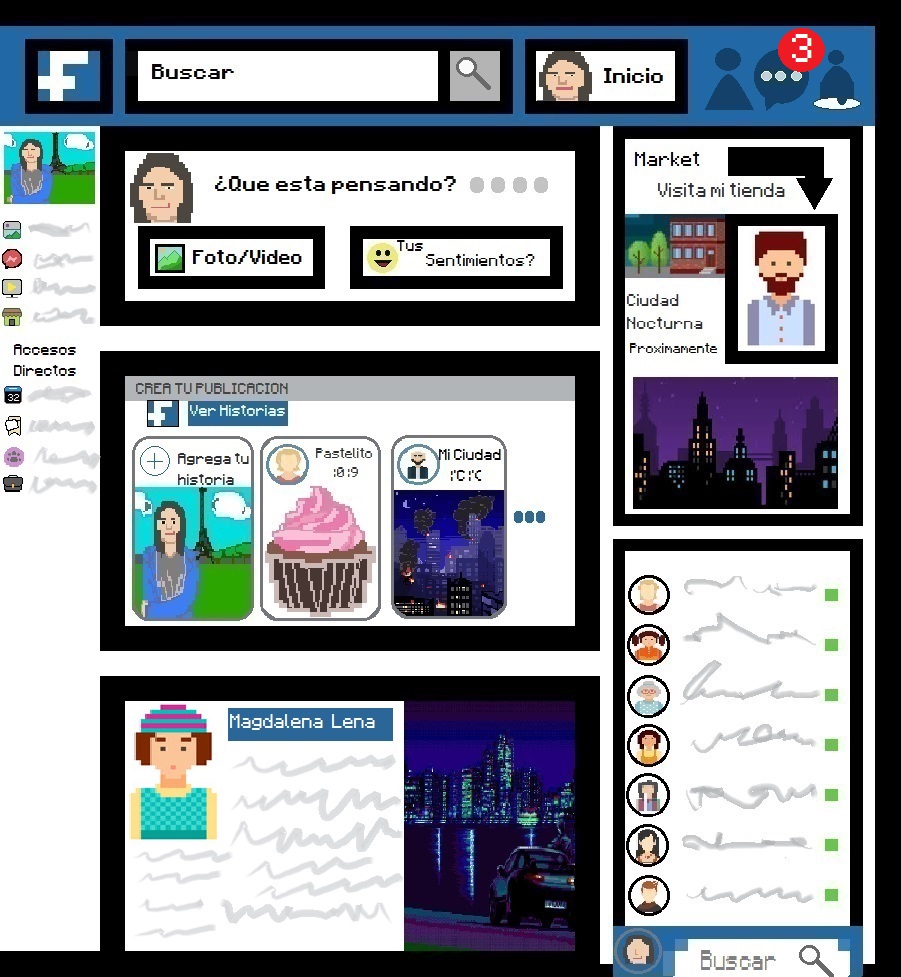 Buscar
Inicio
3
¿Que esta pensando?
Foto/Video
Tus
Sentimientos?
Accesos
Directos
32
CREA TU PUBLICACION
Ver Historias
Agrega tu
historia
Pastelito
:0:9
Mi Ciudad
Magdalena Lena
Market
Visita mi tienda
Ciudad
Nocturna
Proximamente
Buscar